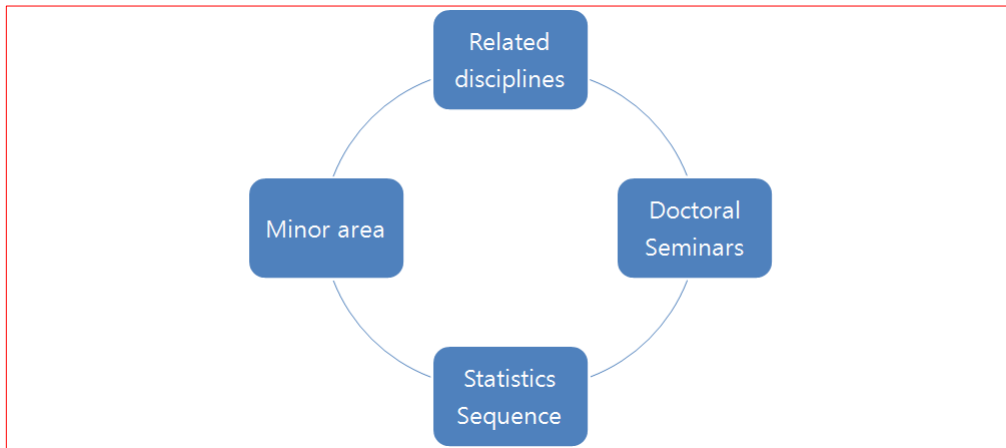 Related
disciplines
Minor area
Doctoral
Seminars
Statistics
Sequence